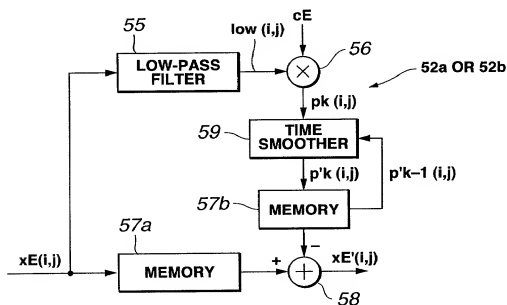 55
cE
low (i,j)
LOW-PASS
FILTER
×
56
52a OR 52b
pk (i,j)
59
TIME
SMOOTHER
p'k (i,j)
p'k–1 (i,j)
57b
MEMORY
57a
xE(i,j)
MEMORY
+
–
+
xE'(i,j)
58